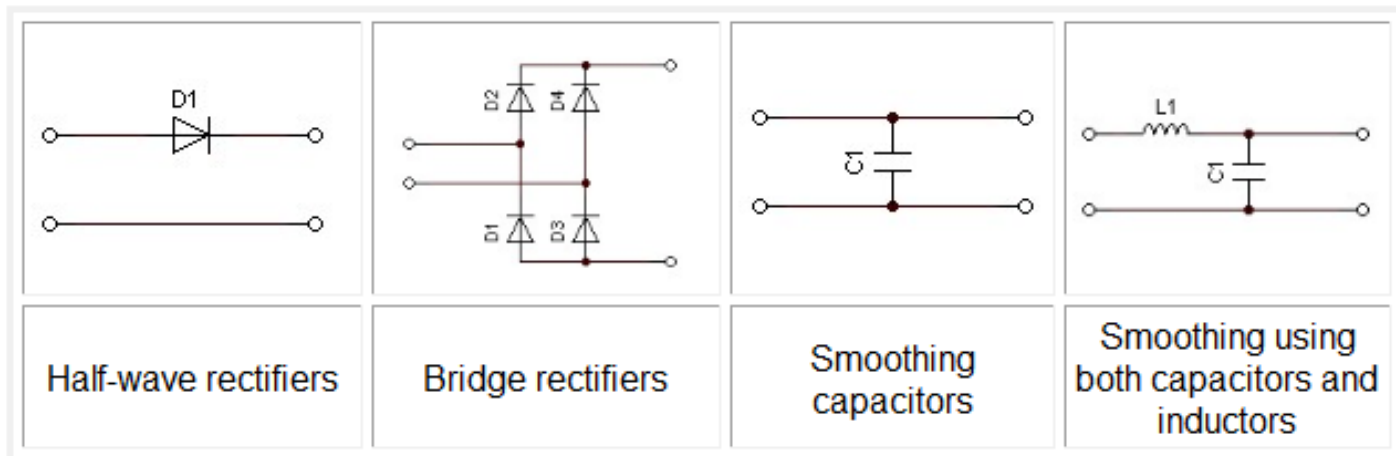 D1
D2
D4
D1
D3
C1
L1
C1
Half-wave rectifiers
Bridge rectifiers
Smoothing
capacitors
Smoothing using
both capacitors and
inductors